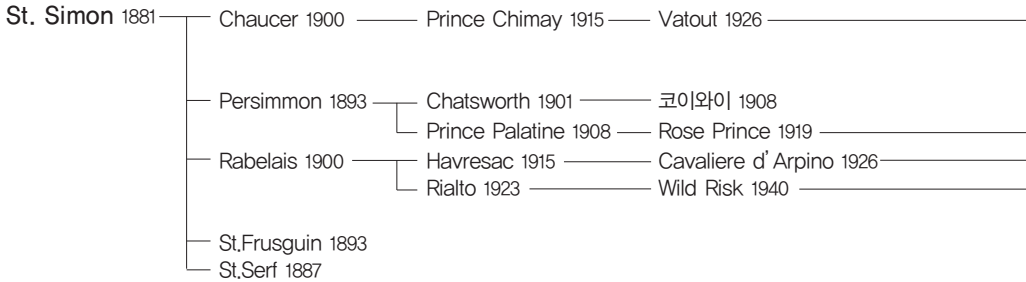 St. Simon 1881 Chaucer 1900 Prince Chimay 1915 Vatout 1926
Persimmon 1893 Chatsworth 1901 코이와이 1908
Prince Palatine 1908 Rose Prince 1919
Rabelais 1900 Havresac 1915 Cavaliere d' Arpino 1926
Rialto 1923 Wild Risk 1940
St.Frusguin 1893
St.Serf 1887